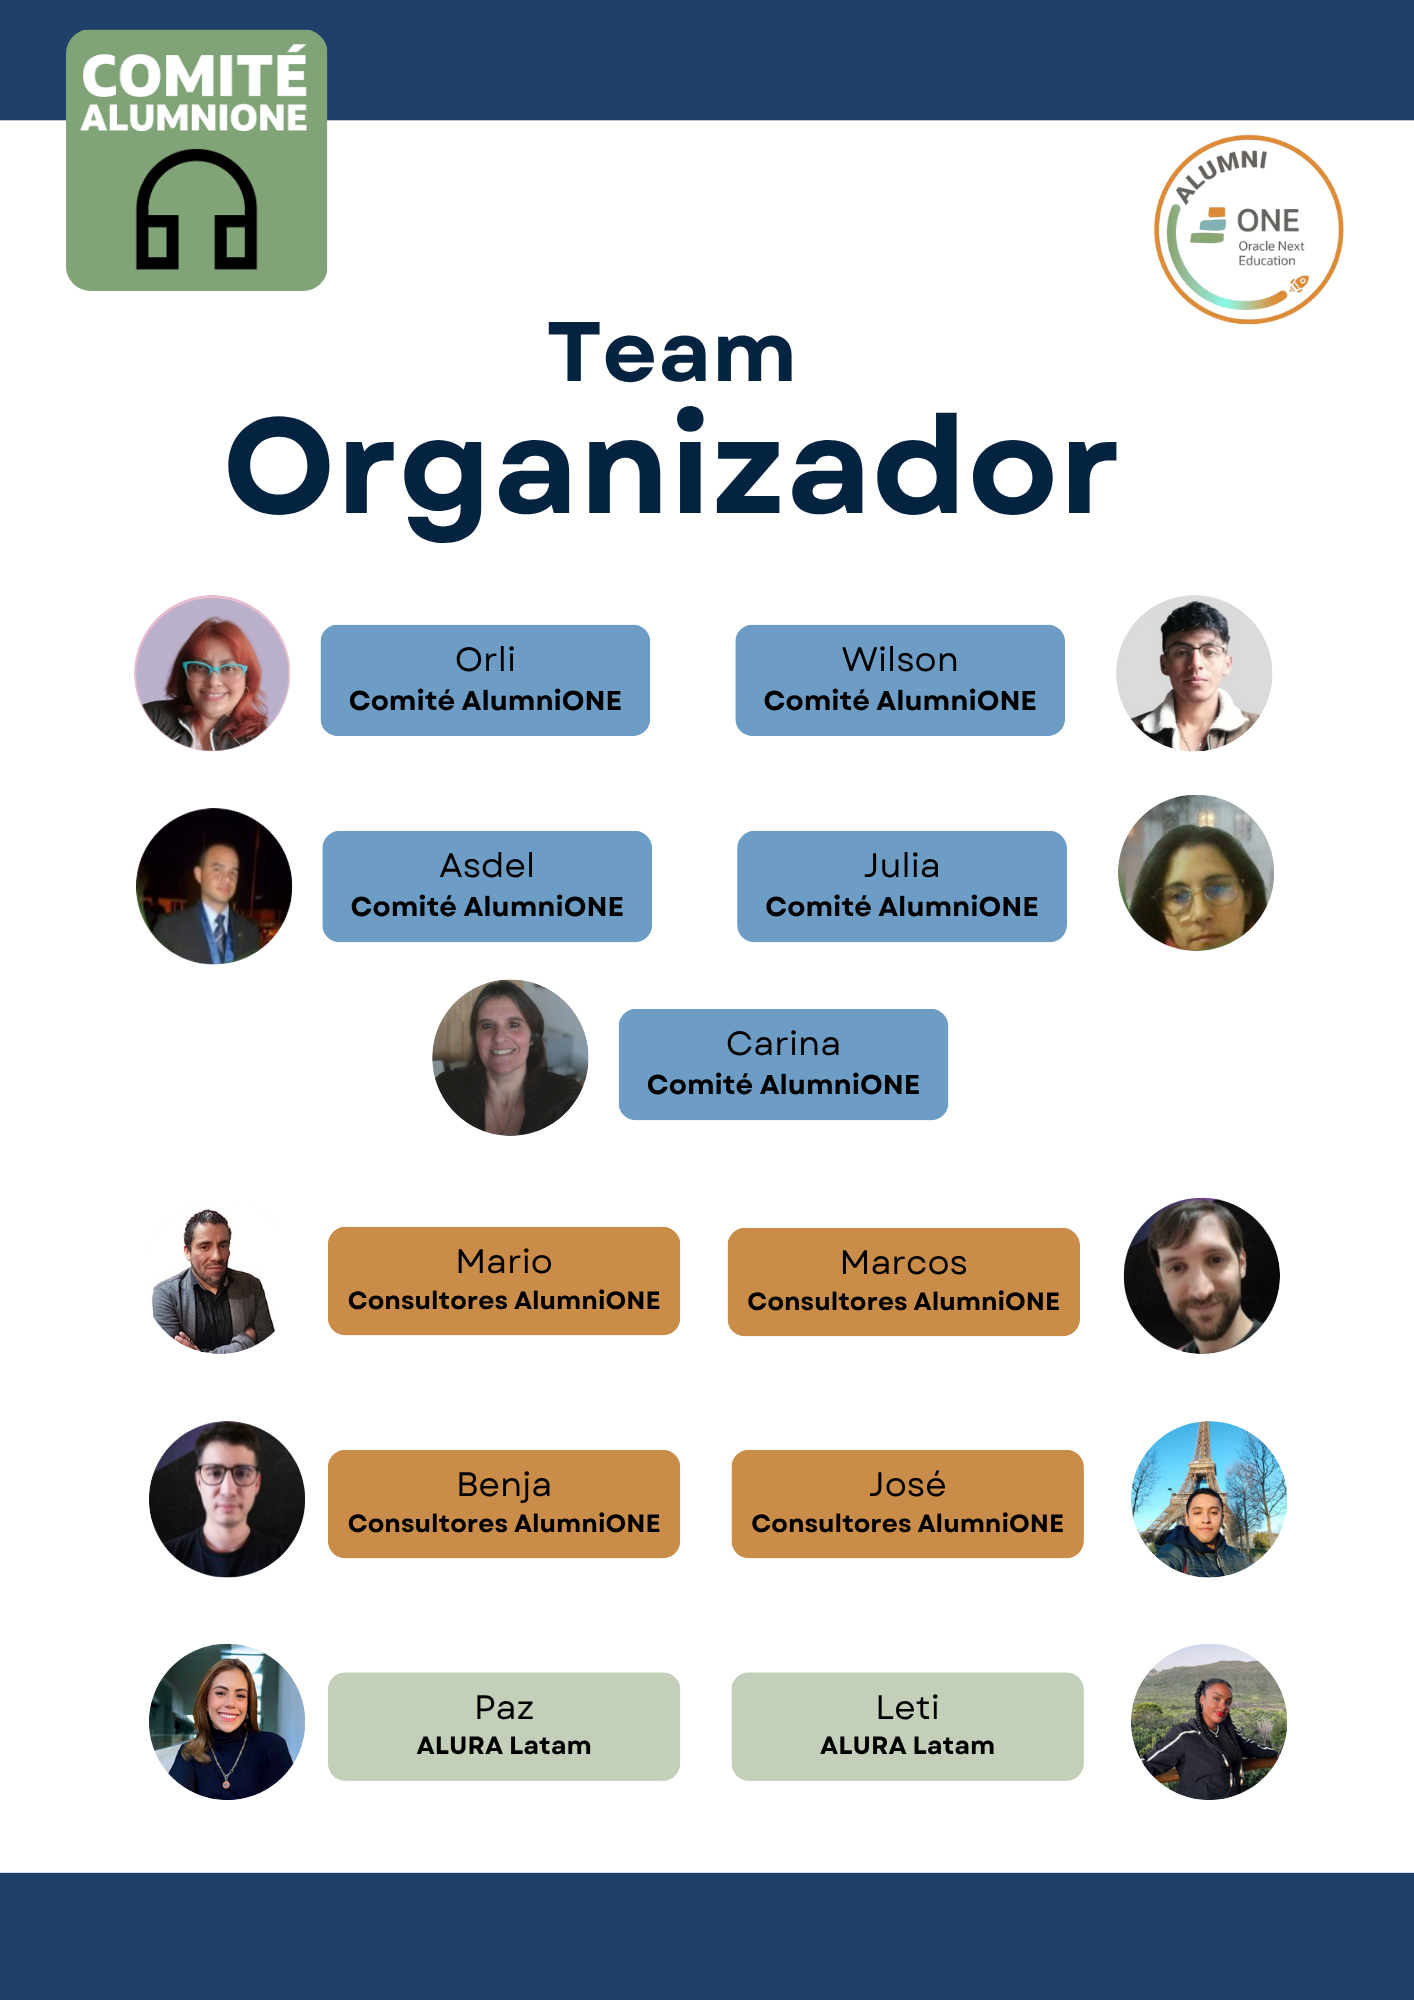 COMITÉ
ALUMNIONE
ALUMNI
ONE
Oracle Next
Education
Team
Organizador
Orli
Comité AlumniONE
Wilson
Comité AlumniONE
Asdel
Comité AlumniONE
Julia
Comité AlumniONE
Carina
Comité AlumniONE
Mario
Consultores AlumniONE
Marcos
Consultores AlumniONE
Benja
Consultores AlumniONE
José
Consultores AlumniONE
Paz
ALURA Latam
Leti
ALURA Latam